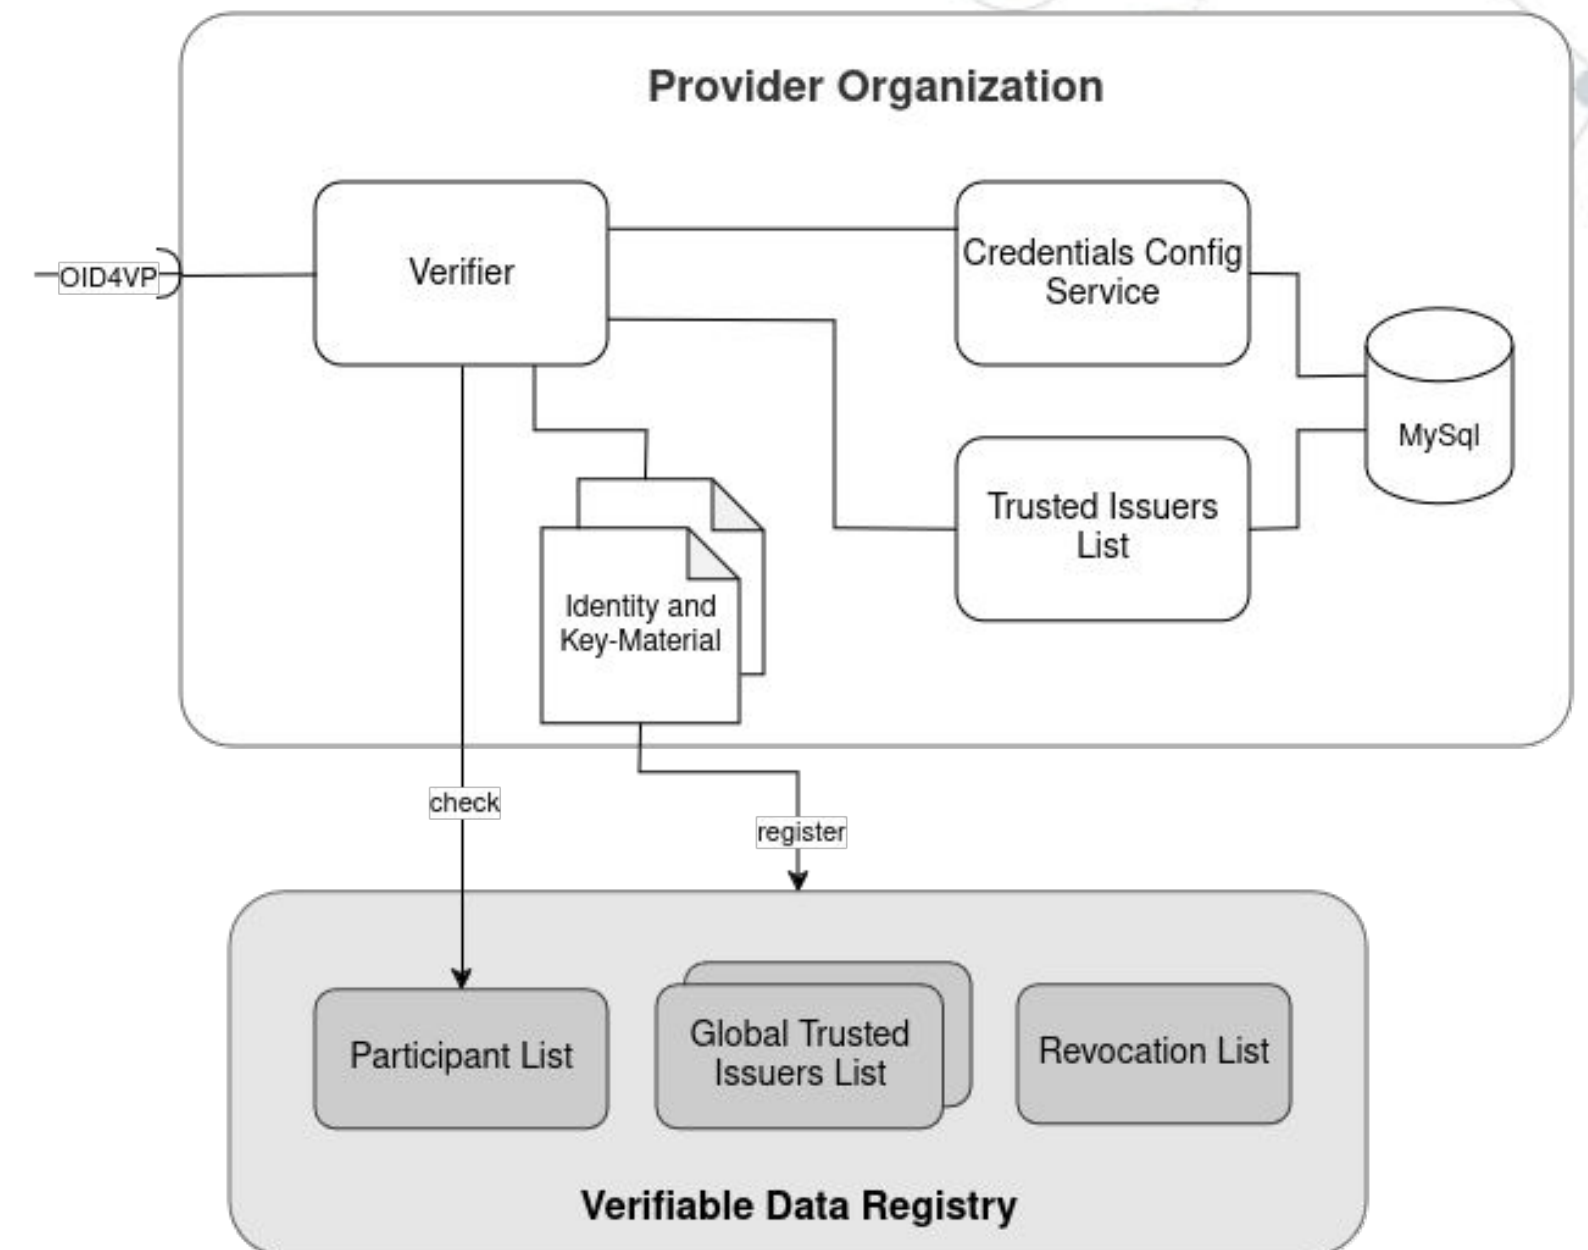 Provider Organization
OID4VP
Verifier
Credentials Config
Service
MySql
Trusted Issuers
List
Identity and
Key-Material
check
register
Participant List
Global Trusted
Issuers List
Revocation List
Verifiable Data Registry